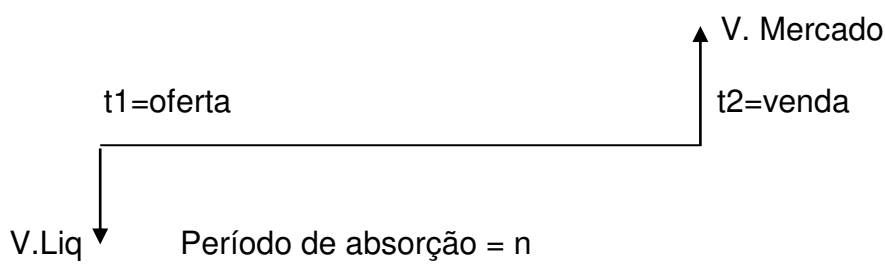 V. Mercado
t1=oferta
t2=venda
V.Liq
Período de absorção = n